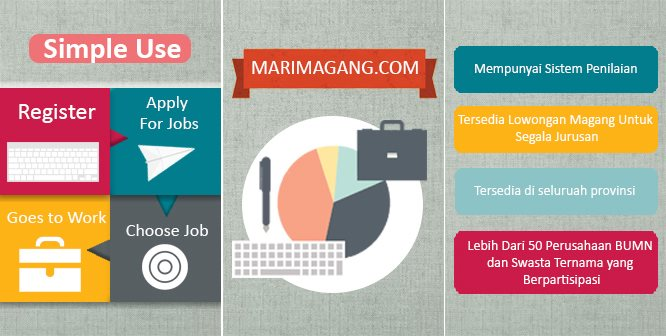 Simple Use
Register
Apply
For Jobs
Goes to Work
Choose Job
MARIMAGANG.COM
Mempunyai Sistem Penilaian
Tersedia Lowongan Magang Untuk
Segala Jurusan
Tersedia di seluruah provinsi
Lebih Dari 50 Perusahaan BUMN
dan Swasta Ternama yang
Berpartisipasi